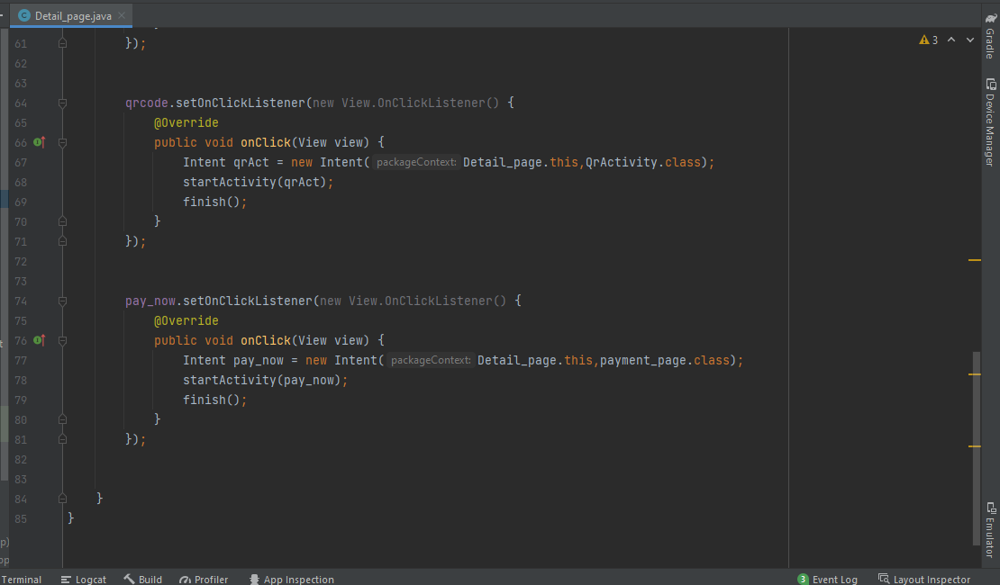 Detail_page.java
3
61 });
62
63
64 qrcode.setOnClickListener(new View.OnClickListener() {
65 @Override
66 public void onClick(View view) {
67 Intent qrAct = new Intent( packageContext: Detail_page.this,QrActivity.class);
68 startActivity(qrAct);
69 finish();
70 }
71 });
72
73
74 pay_now.setOnClickListener(new View.OnClickListener() {
75 @Override
76 public void onClick(View view) {
77 Intent pay_now = new Intent( packageContext: Detail_page.this,payment_page.class);
78 startActivity(pay_now);
79 finish();
80 }
81 });
82
83
84 }
85 }
Gradle
Device Manager
Emulator
Terminal Logcat Build Profiler App Inspection 3 Event Log Layout Inspector